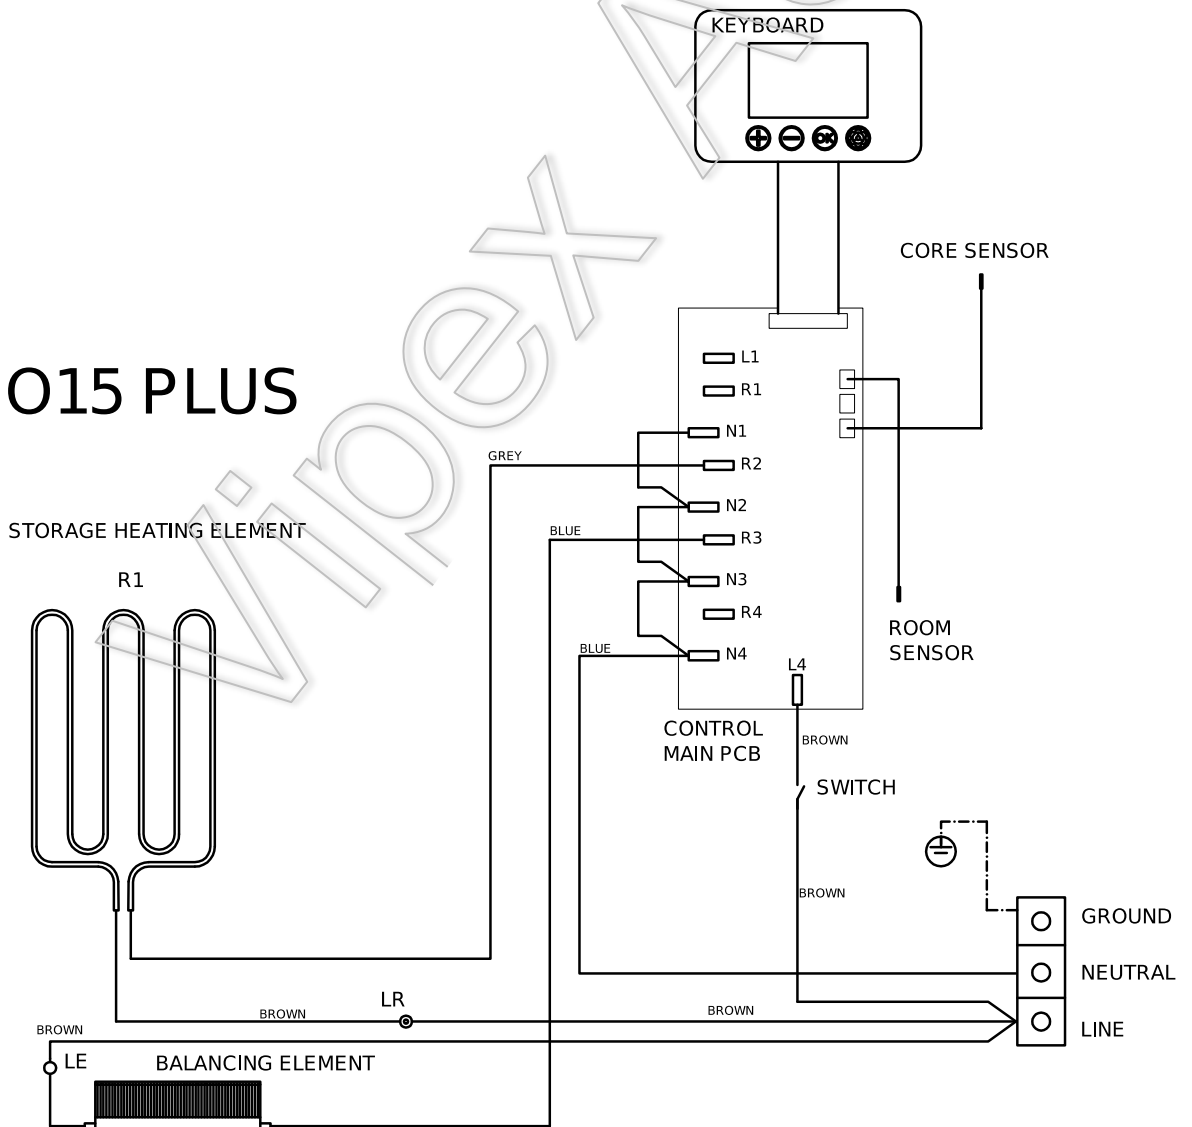 KEYBOARD
OK
CORE SENSOR
L1
R1
O15 PLUS
N1
GREY
R2
N2
STORAGE HEATING ELEMENT
BLUE
R3
R1
N3
R4
ROOM
SENSOR
BLUE
N4
L4
CONTROL
MAIN PCB
BROWN
SWITCH
BROWN
GROUND
NEUTRAL
LR
BROWN
BROWN
LINE
BROWN
LE
BALANCING ELEMENT
Vipex